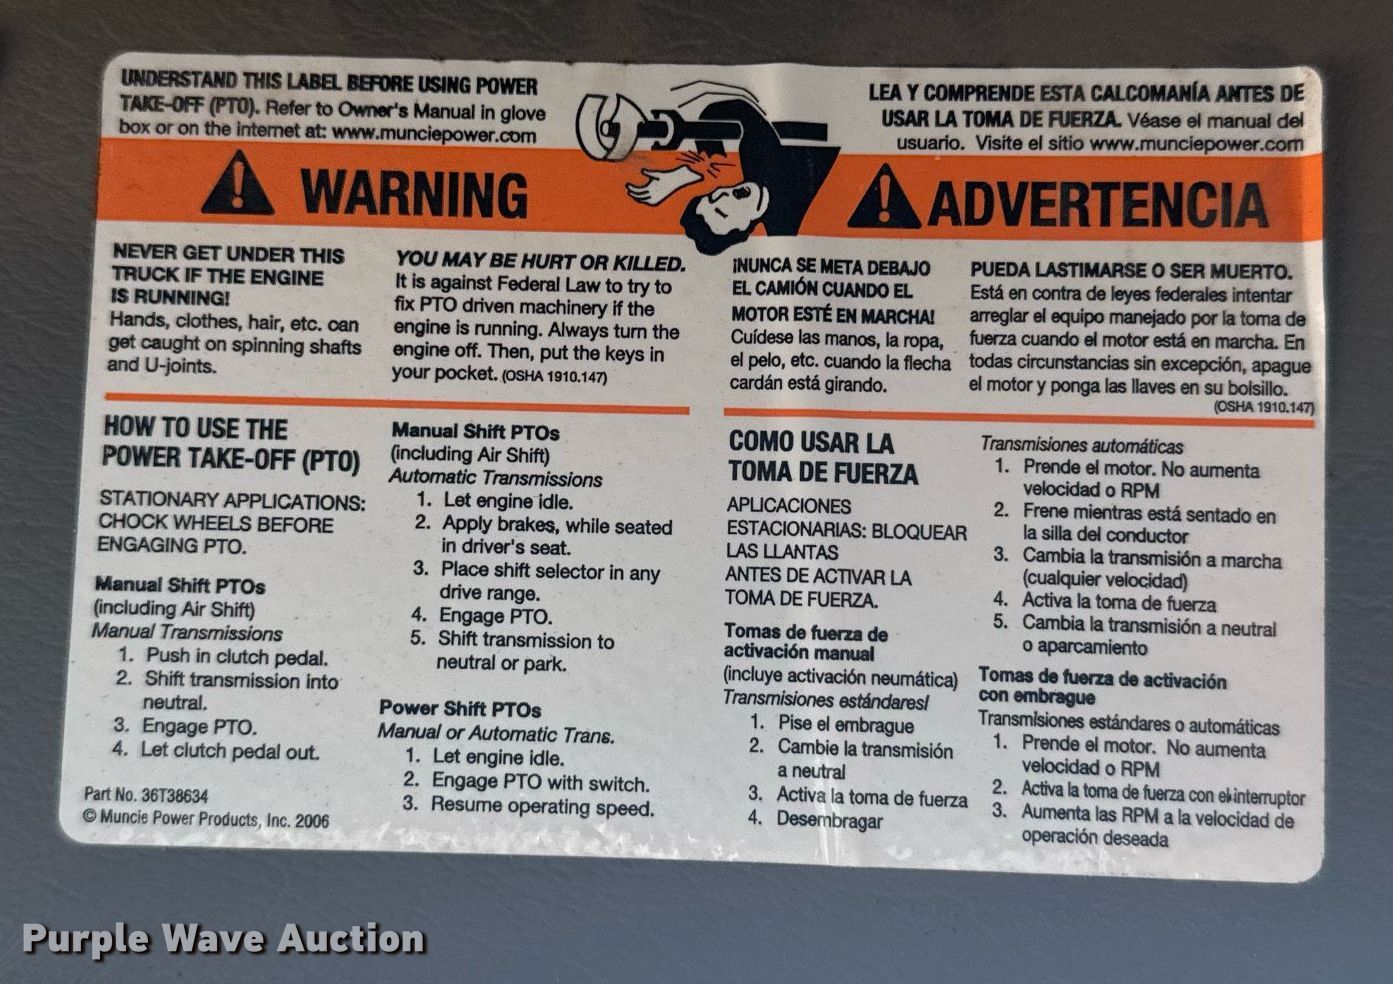 UNDERSTAND THIS LABEL BEFORE USING POWER
TAKE-OFF (PTO). Refer to Owner's Manual in glove
box or on the internet at: www.munciepower.com
LEA Y COMPRENDE ESTA CALCOMANÍA ANTES DE
USAR LA TOMA DE FUERZA. Véase el manual del
usuario. Visite el sitio www.munciepower.com
WARNING
ADVERTENCIA
NEVER GET UNDER THIS
TRUCK IF THE ENGINE
IS RUNNING!
Hands, clothes, hair, etc. can
get caught on spinning shafts
and U-joints.
YOU MAY BE HURT OR KILLED.
It is against Federal Law to try to
fix PTO driven machinery if the
engine is running. Always turn the
engine off. Then, put the keys in
your pocket. (OSHA 1910.147)
¡NUNCA SE META DEBAJO
EL CAMIÓN CUANDO EL
MOTOR ESTÉ EN MARCHA!
Cuídese las manos, la ropa,
el pelo, etc. cuando la flecha
cardán está girando.
PUEDA LASTIMARSE O SER MUERTO.
Está en contra de leyes federales intentar
arreglar el equipo manejado por la toma de
fuerza cuando el motor está en marcha. En
todas circunstancias sin excepción, apague
el motor y ponga las llaves en su bolsillo.
(OSHA 1910.147)
HOW TO USE THE
POWER TAKE-OFF (PTO)
STATIONARY APPLICATIONS:
CHOCK WHEELS BEFORE
ENGAGING PTO.
Manual Shift PTOs
(including Air Shift)
Manual Transmissions
1. Push in clutch pedal.
2. Shift transmission into
neutral.
3. Engage PTO.
4. Let clutch pedal out.
Part No. 36T38634
© Muncie Power Products, Inc. 2006
Manual Shift PTOs
(including Air Shift)
Automatic Transmissions
1. Let engine idle.
2. Apply brakes, while seated
in driver's seat.
3. Place shift selector in any
drive range.
4. Engage PTO.
5. Shift transmission to
neutral or park.
Power Shift PTOs
Manual or Automatic Trans.
1. Let engine idle.
2. Engage PTO with switch.
3. Resume operating speed.
COMO USAR LA
TOMA DE FUERZA
APLICACIONES
ESTACIONARIAS: BLOQUEAR
LAS LLANTAS
ANTES DE ACTIVAR LA
TOMA DE FUERZA.
Tomas de fuerza de
activación manual
(incluye activación neumática)
Transmisiones estándares!
1. Pise el embrague
2. Cambie la transmisión
a neutral
3. Activa la toma de fuerza
4. Desembragar
Transmisiones automáticas
1. Prende el motor. No aumenta
velocidad o RPM
2. Frene mientras está sentado en
la silla del conductor
3. Cambia la transmisión a marcha
(cualquier velocidad)
4. Activa la toma de fuerza
5. Cambia la transmisión a neutral
o aparcamiento
Tomas de fuerza de activación
con embrague
Transmisiones estándares o automáticas
1. Prende el motor. No aumenta
velocidad o RPM
2. Activa la toma de fuerza con el interruptor
3. Aumenta las RPM a la velocidad de
operación deseada
Purple Wave Auction